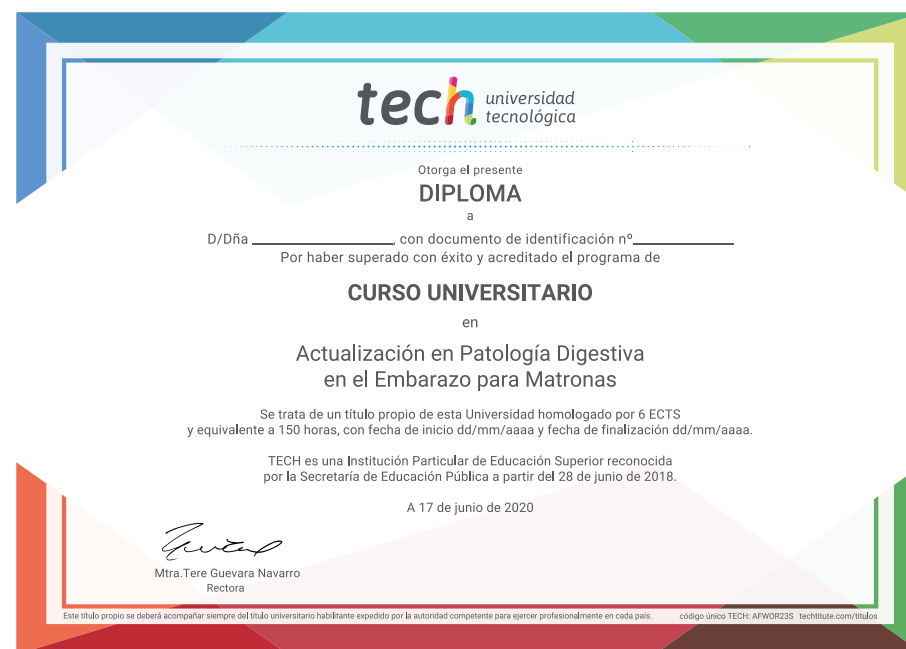 tech universidad
tecnológica
Otorga el presente
DIPLOMA
a
D/Dña ____________________, con documento de identificación nº______________
Por haber superado con éxito y acreditado el programa de
CURSO UNIVERSITARIO
en
Actualización en Patología Digestiva
en el Embarazo para Matronas
Se trata de un título propio de esta Universidad homologado por 6 ECTS
y equivalente a 150 horas, con fecha de inicio dd/mm/aaaa y fecha de finalización dd/mm/aaaa.
TECH es una Institución Particular de Educación Superior reconocida
por la Secretaría de Educación Pública a partir del 28 de junio de 2018.
A 17 de junio de 2020
Mtra.Tere Guevara Navarro
Rectora
Este título propio se deberá acompañar siempre del título universitario habilitante expedido por la autoridad competente para ejercer profesionalmente en cada país. código único TECH: AFWOR23S techtitute.com/titulos